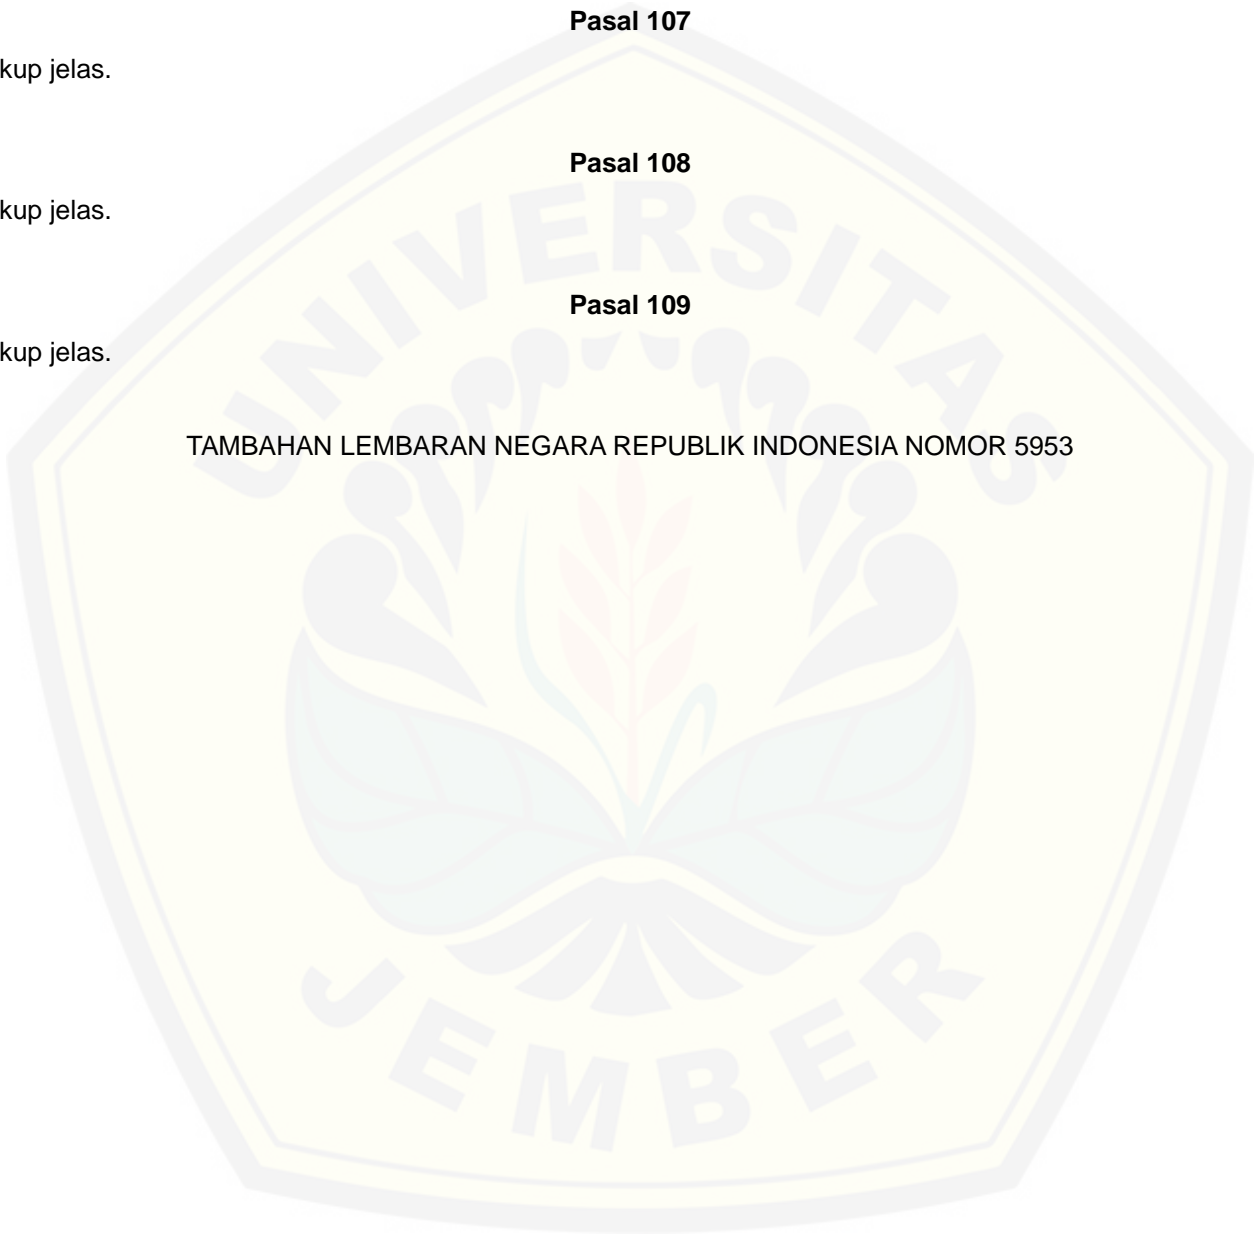 Pasal 107
kup jelas.
Pasal 108
kup jelas.
Pasal 109
kup jelas.
TAMBAHAN LEMBARAN NEGARA REPUBLIK INDONESIA NOMOR 5953
UNIVERSITAS
JEMBER